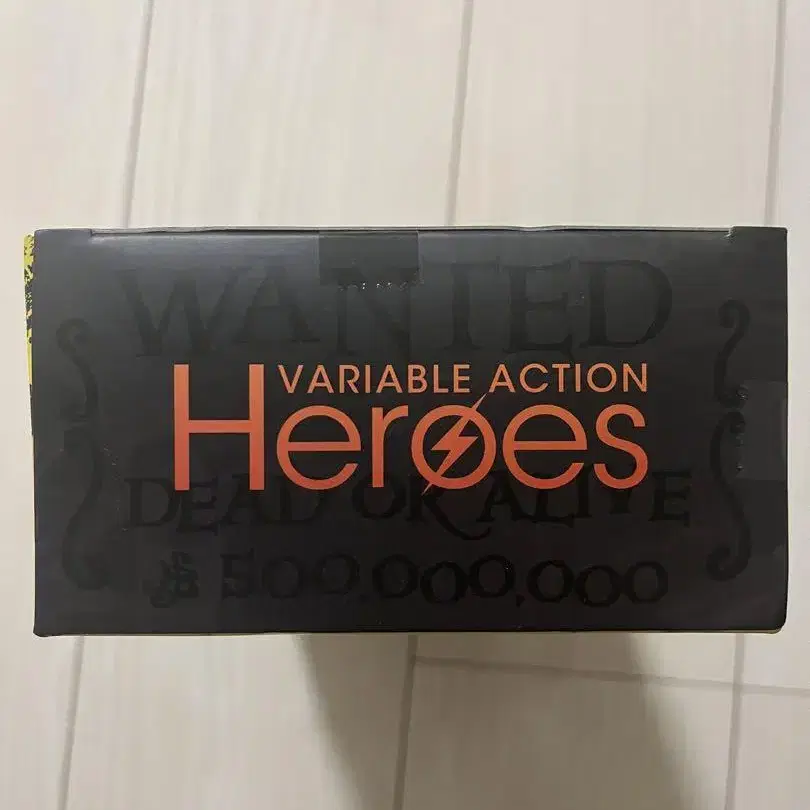 WANTED
VARIABLE ACTION
Heroes
DEAD OR ALIVE
500,000,000